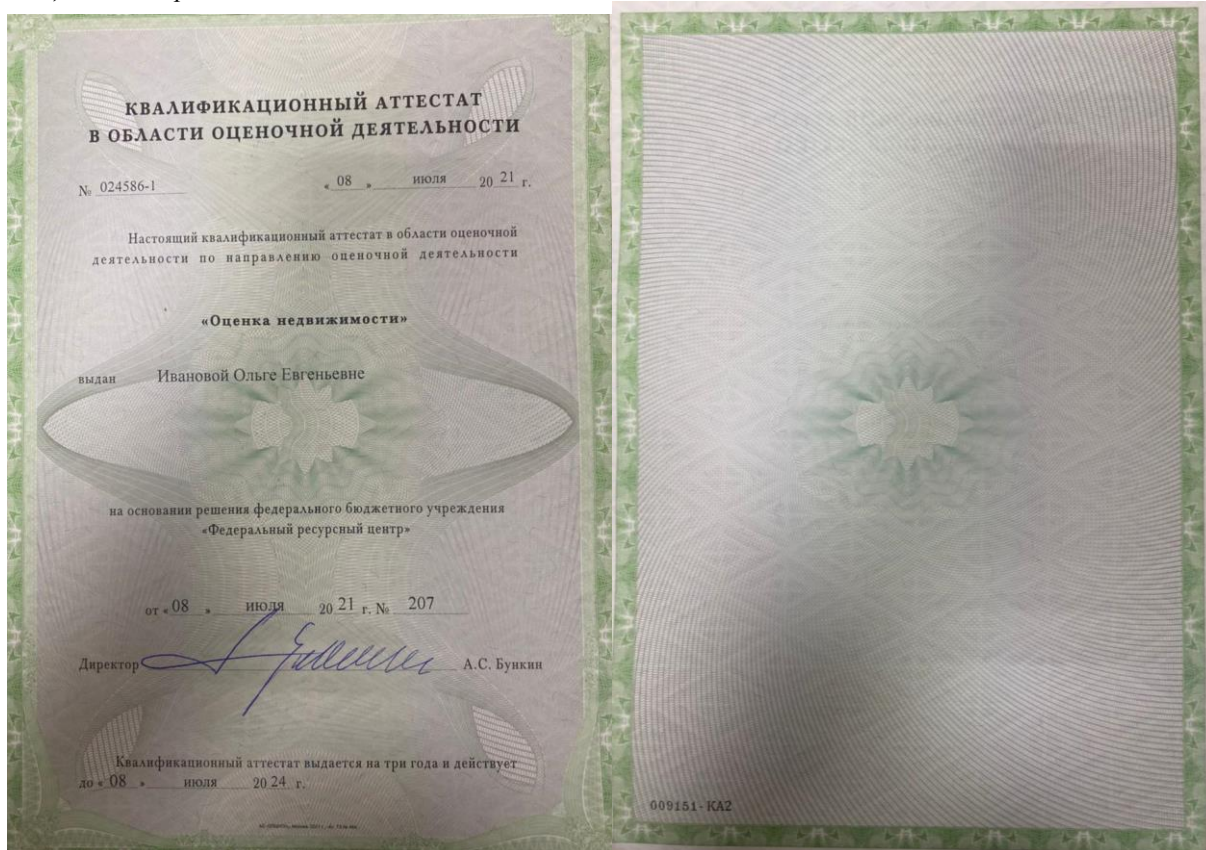 КВАЛИФИКАЦИОННЫЙ АТТЕСТАТ
В ОБЛАСТИ ОЦЕНОЧНОЙ ДЕЯТЕЛЬНОСТИ
№ 024586-1 « 08 » июля 20 21 г.
Настоящий квалификационный аттестат в области оценочной
деятельности по направлению оценочной деятельности
«Оценка недвижимости»
выдан Ивановой Ольге Евгеньевне
на основании решения федерального бюджетного учреждения
«Федеральный ресурсный центр»
от « 08 » июля 20 21 г. № 207
Директор А.С. Бункин
Квалификационный аттестат выдается на три года и действует
до « 08 » июля 20 24 г.
009151-КА2